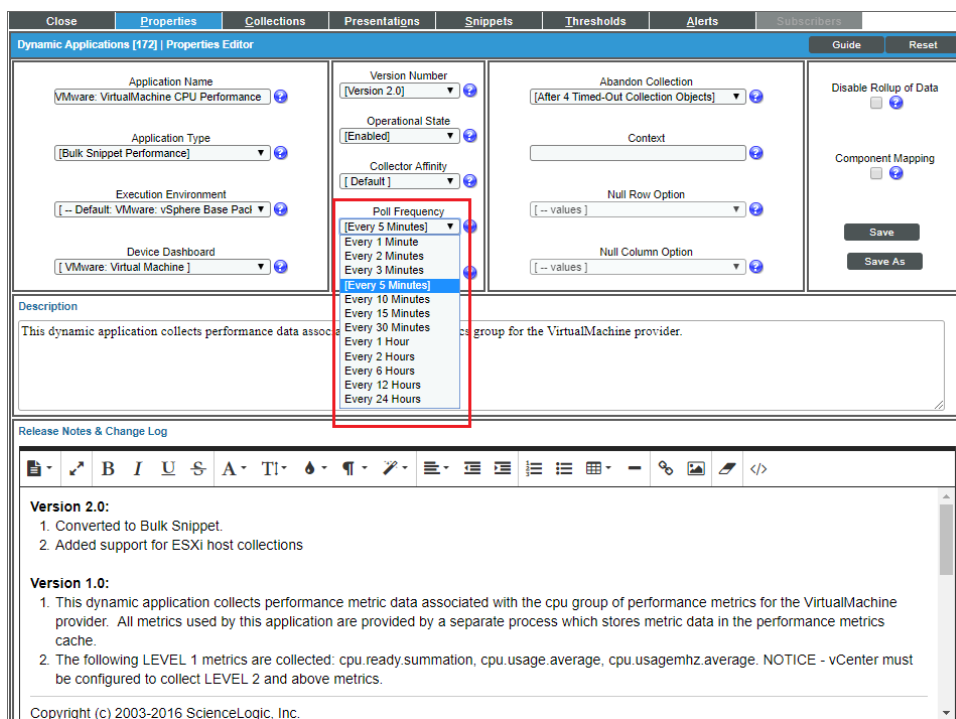 Close Properties Collections Presentations Snippets Thresholds Alerts Subscribers
Dynamic Applications [172] | Properties Editor Guide Reset
Application Name
VMware: VirtualMachine CPU Performance
Application Type
[Bulk Snippet Performance]
Execution Environment
[ -- Default: VMware: vSphere Base Pack
Device Dashboard
[ VMware: Virtual Machine ]
Version Number
[Version 2.0]
Operational State
[Enabled]
Collector Affinity
[ Default ]
Poll Frequency
[Every 5 Minutes]
Every 1 Minute
Every 2 Minutes
Every 3 Minutes
[Every 5 Minutes]
Every 10 Minutes
Every 15 Minutes
Every 30 Minutes
Every 1 Hour
Every 2 Hours
Every 6 Hours
Every 12 Hours
Every 24 Hours
Abandon Collection
[After 4 Timed-Out Collection Objects]
Context
Null Row Option
[ -- values ]
Null Column Option
[ -- values ]
Disable Rollup of Data
Component Mapping
Save
Save As
Description
This dynamic application collects performance data group for the VirtualMachine provider.
Release Notes & Change Log
Version 2.0:
1. Converted to Bulk Snippet.
2. Added support for ESXi host collections
Version 1.0:
1. This dynamic application collects performance metric data associated with the cpu group of performance metrics for the VirtualMachine
provider. All metrics used by this application are provided by a separate process which stores metric data in the performance metrics
cache.
2. The following LEVEL 1 metrics are collected: cpu.ready.summation, cpu.usage.average, cpu.usagemhz.average. NOTICE - vCenter must
be configured to collect LEVEL 2 and above metrics.
Copyright (c) 2003-2016 ScienceLogic, Inc.